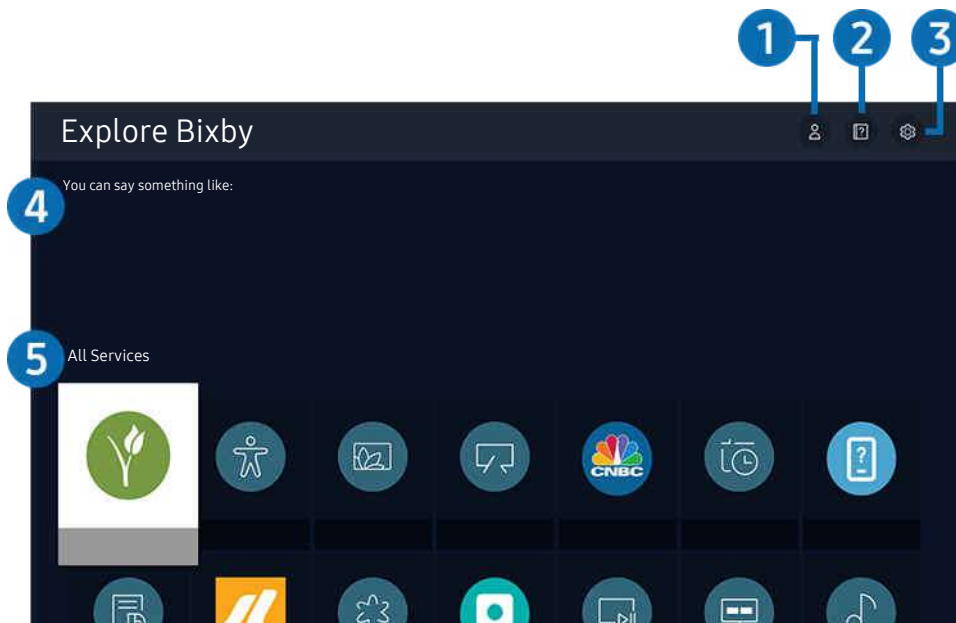 1 2 3
Explore Bixby
?
4
You can say something like:
5
All Services
CNBC
?